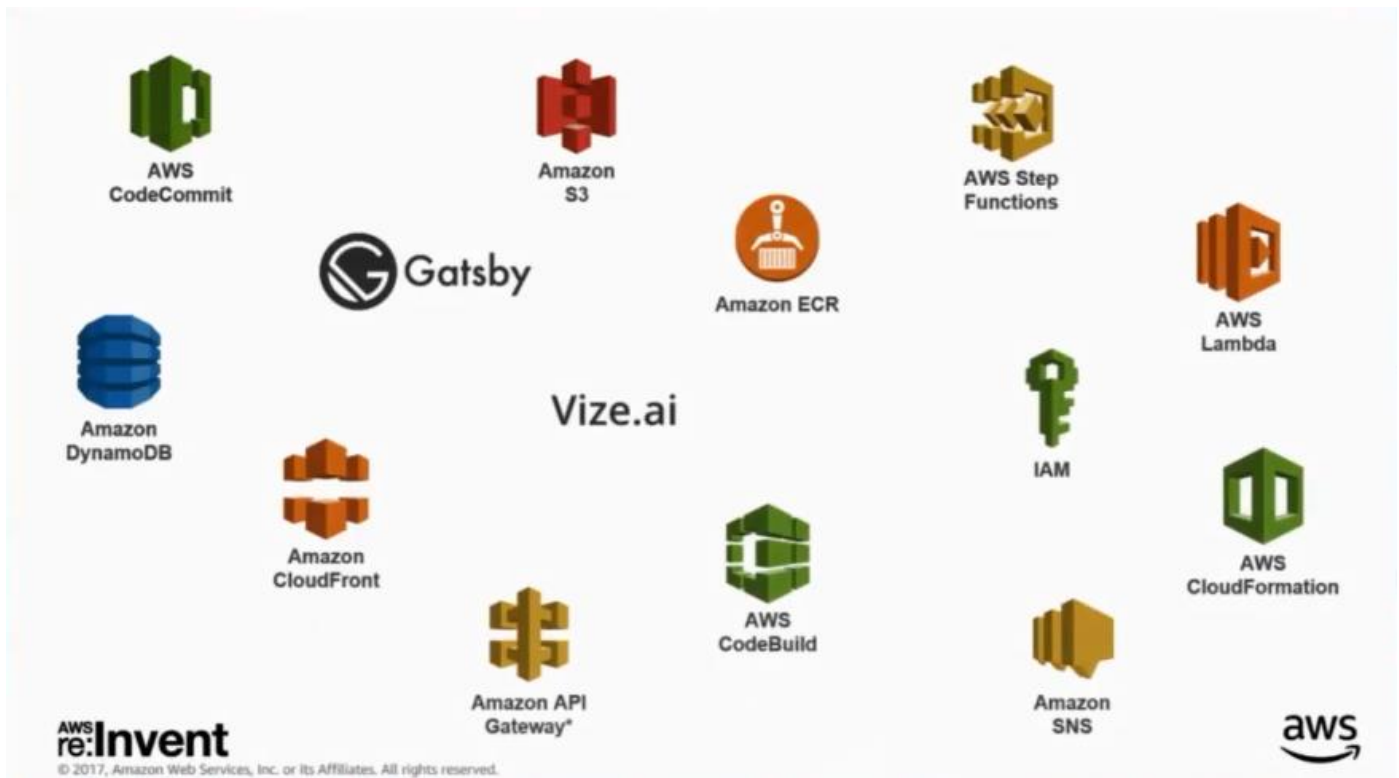 AWS
CodeCommit
Amazon
S3
AWS Step
Functions
Gatsby
Amazon ECR
AWS
Lambda
Amazon
DynamoDB
Vize.ai
IAM
Amazon
CloudFront
AWS
CloudFormation
AWS
CodeBuild
Amazon API
Gateway*
Amazon
SNS
AWS
re:Invent
aws
© 2017, Amazon Web Services, Inc. or its Affiliates. All rights reserved.